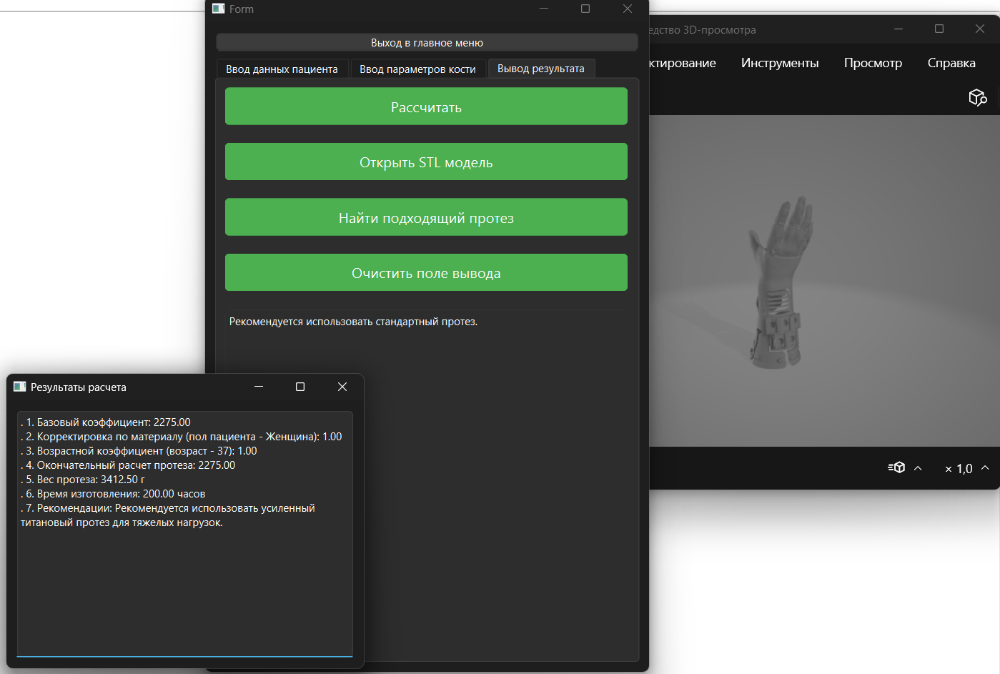 Form
Выход в главное меню
Ввод данных пациента
Ввод параметров кости
Вывод результата
Рассчитать
Открыть STL модель
Найти подходящий протез
Очистить поле вывода
Рекомендуется использовать стандартный протез.
3D-просмотра
Инструменты
Просмотр
Справка
× 1,0
Результаты расчета
. 1. Базовый коэффициент: 2275.00
. 2. Корректировка по материалу (пол пациента - Женщина): 1.00
. 3. Возрастной коэффициент (возраст - 37): 1.00
. 4. Окончательный расчет протеза: 2275.00
. 5. Вес протеза: 3412.50 г
. 6. Время изготовления: 200.00 часов
. 7. Рекомендации: Рекомендуется использовать усиленный
титановый протез для тяжелых нагрузок.